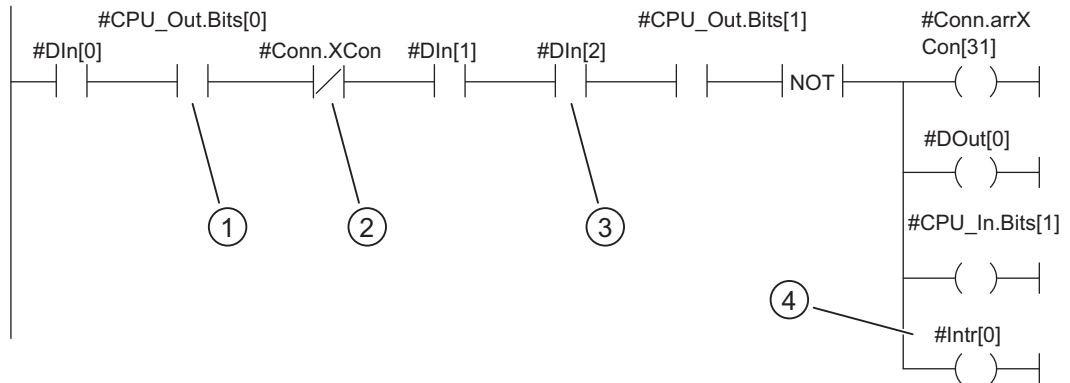 #CPU_Out.Bits[0]
#CPU_Out.Bits[1]
#Conn.arrX
Con[31]
#DIn[0]
#Conn.XCon
#DIn[1]
#DIn[2]
NOT
#DOut[0]
1
2
3
#CPU_In.Bits[1]
4
#Intr[0]